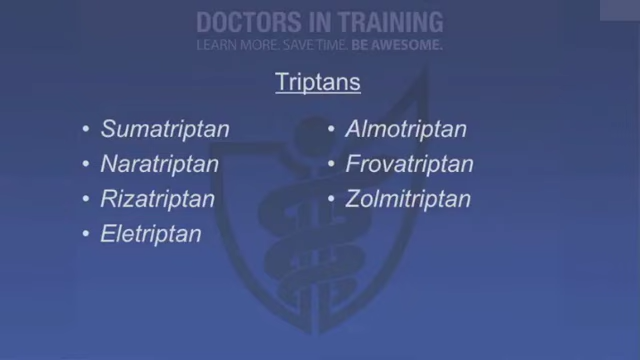 DOCTORS IN TRAINING
LEARN MORE. SAVE TIME. BE AWESOME.
Triptans
• Sumatriptan
• Naratriptan
• Rizatriptan
• Eletriptan
• Almotriptan
• Frovatriptan
• Zolmitriptan